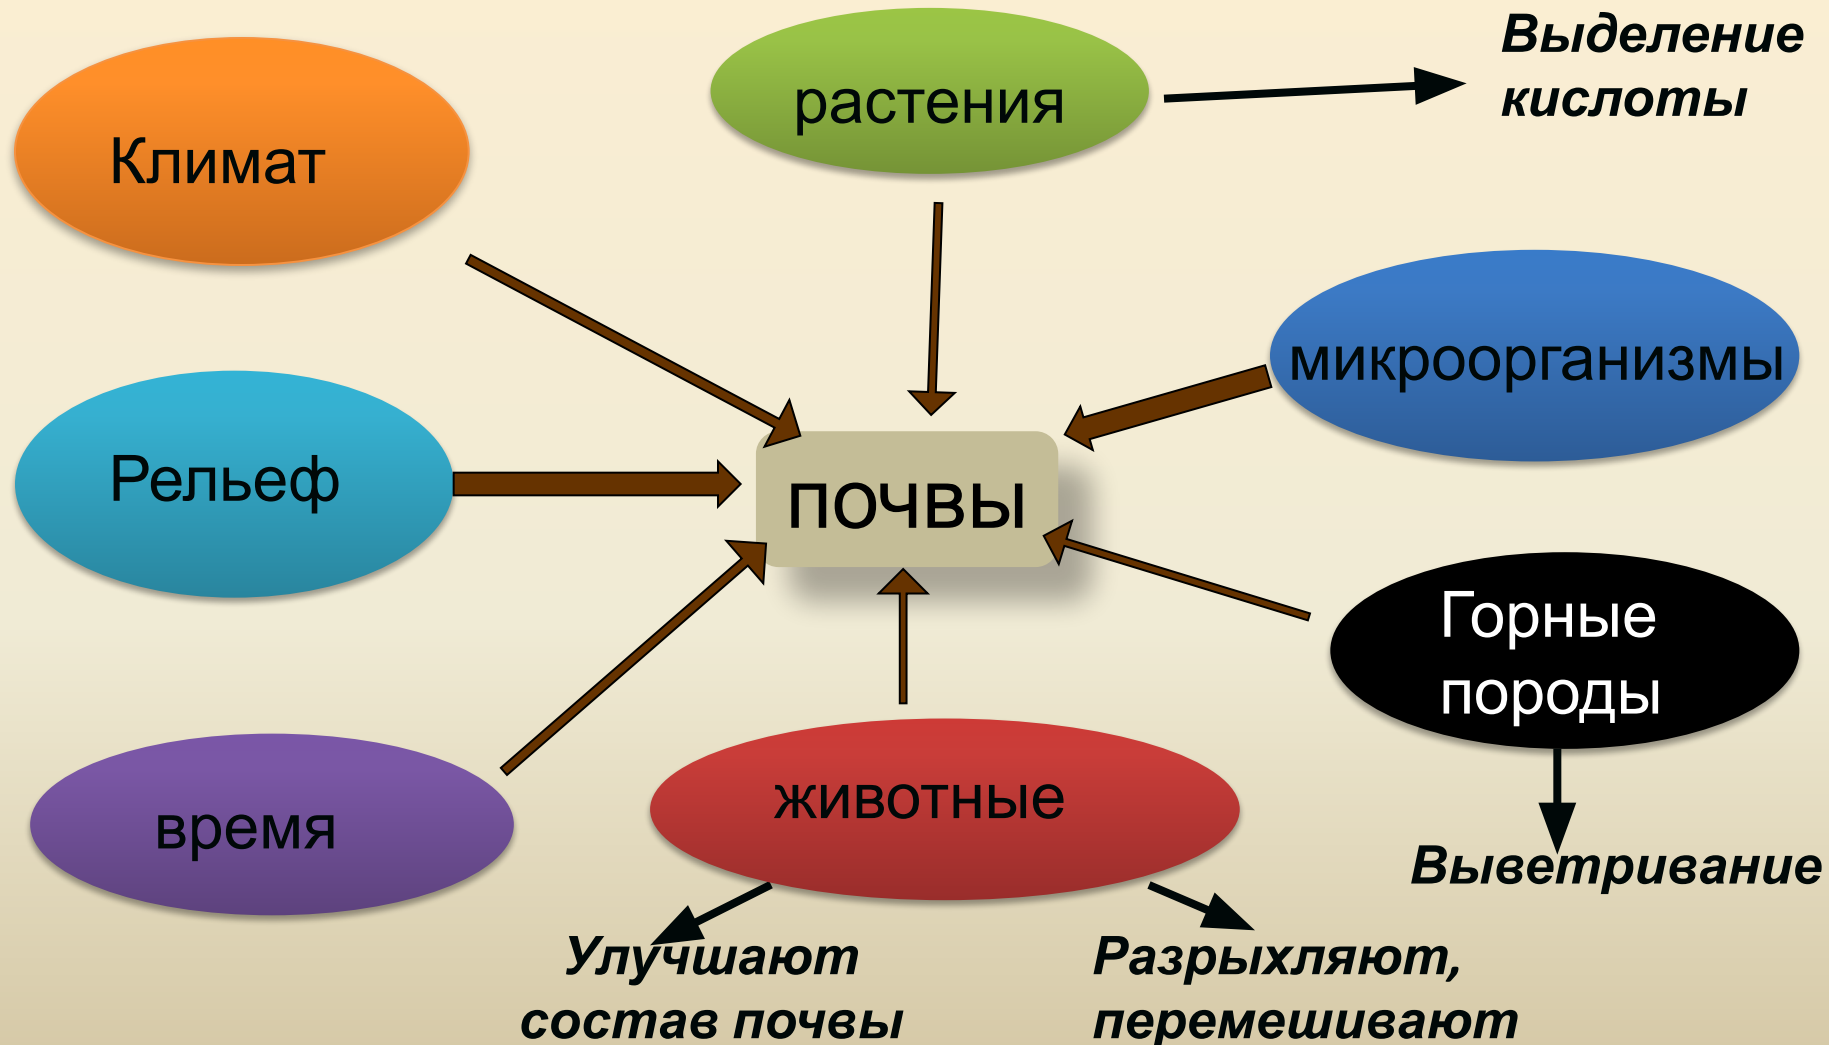 Климат
растения
Выделение
кислоты
микроорганизмы
Рельеф
почвы
Горные
породы
время
животные
Выветривание
Улучшают
состав почвы
Разрыхляют,
перемешивают